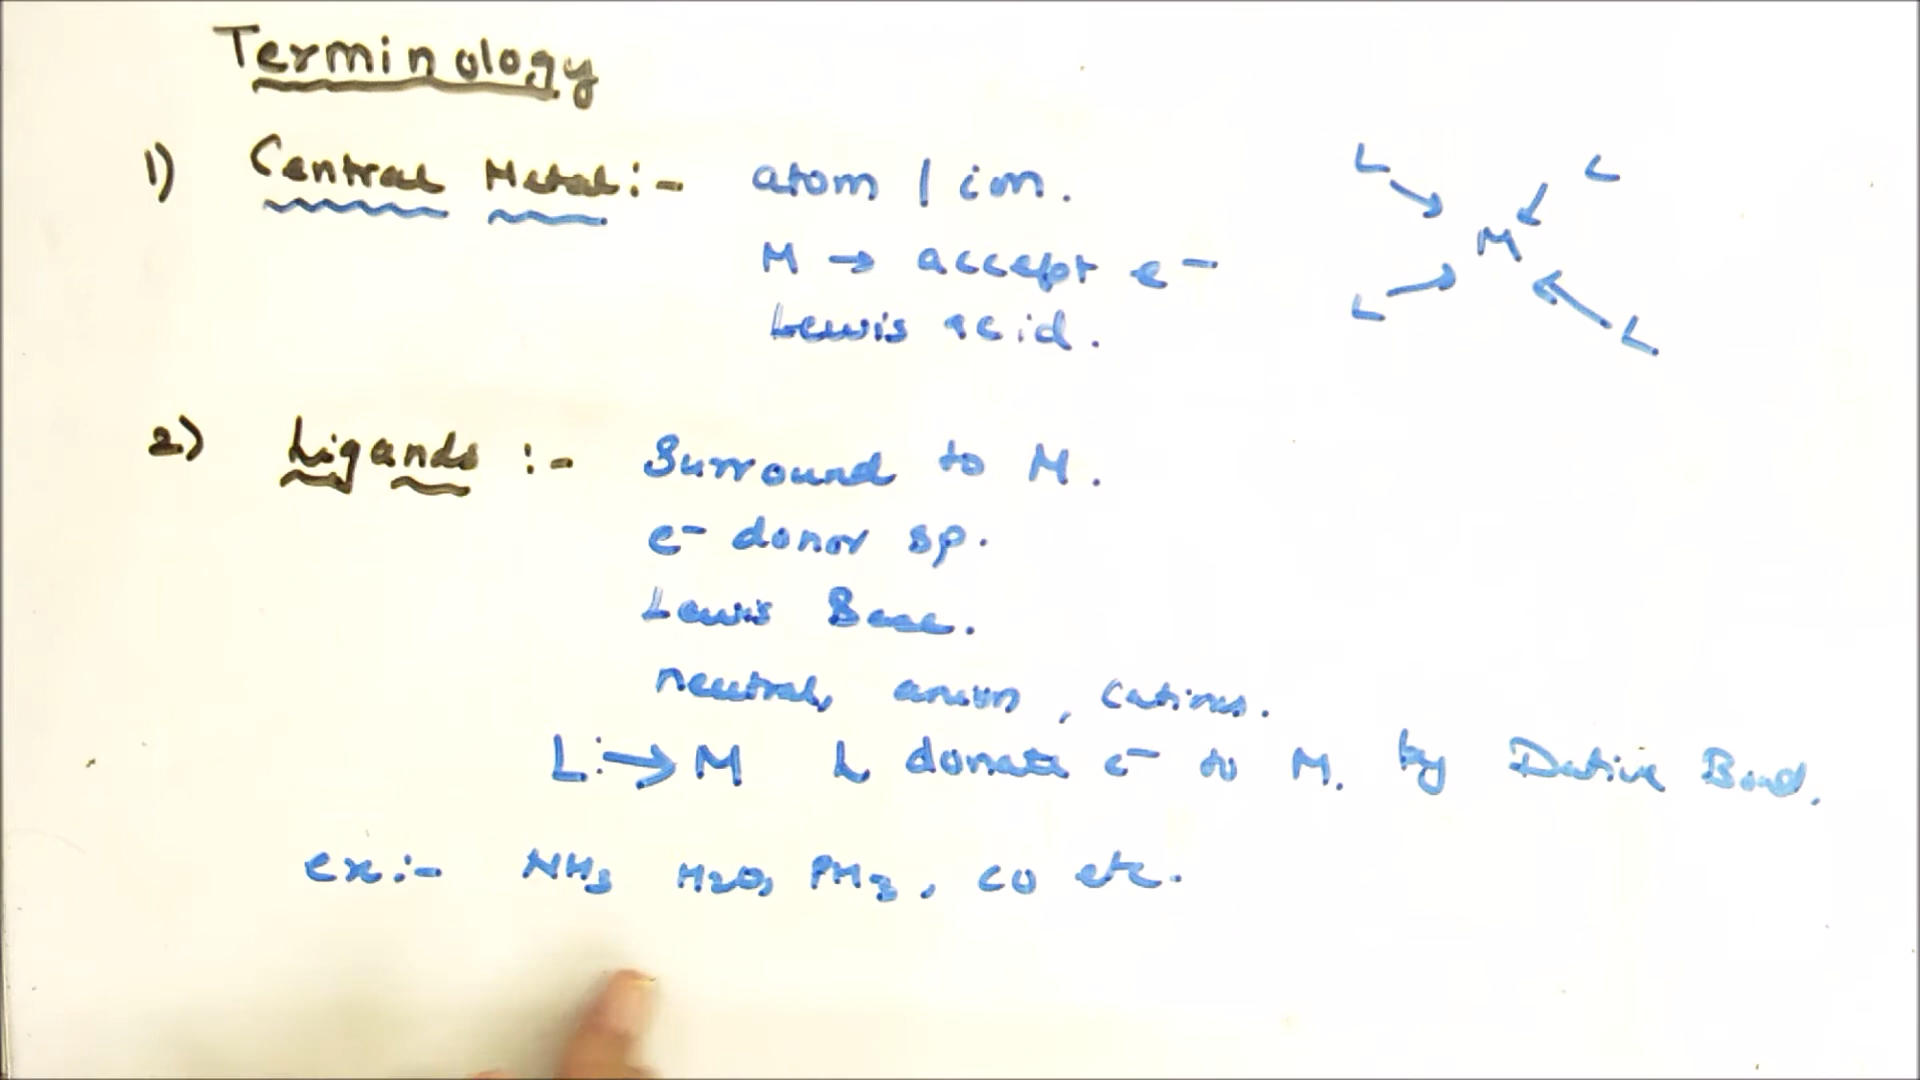 Terminology
1) Central Metal :- atom / ion.
M → accept e⁻
Lewis acid.
L L
M
L L
2) Ligands :- Surround to M.
e⁻ donor sp.
Lewis Base.
neutral, anion, cations.
L: → M L donate e⁻ to M. by Dative Bond.
ex:- NH₃ H₂O, PH₃, CO etc.